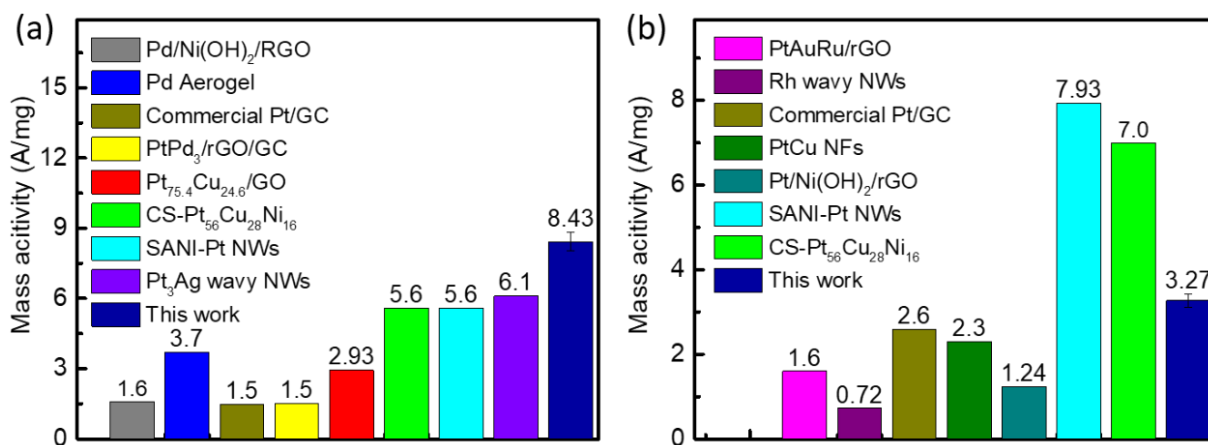 (a)
Mass acitivity (A/mg)
15
12
9
6
3
0
Pd/Ni(OH)₂/RGO
Pd Aerogel
Commercial Pt/GC
PtPd₃/rGO/GC
Pt₇₅.₄Cu₂₄.₆/GO
CS-Pt₅₆Cu₂₈Ni₁₆
SANI-Pt NWs
Pt₃Ag wavy NWs
This work
1.6
3.7
1.5
1.5
2.93
5.6
5.6
6.1
8.43
(b)
Mass acitivity (A/mg)
8
6
4
2
0
PtAuRu/rGO
Rh wavy NWs
Commercial Pt/GC
PtCu NFs
Pt/Ni(OH)₂/rGO
SANI-Pt NWs
CS-Pt₅₆Cu₂₈Ni₁₆
This work
1.6
0.72
2.6
2.3
1.24
7.93
7.0
3.27